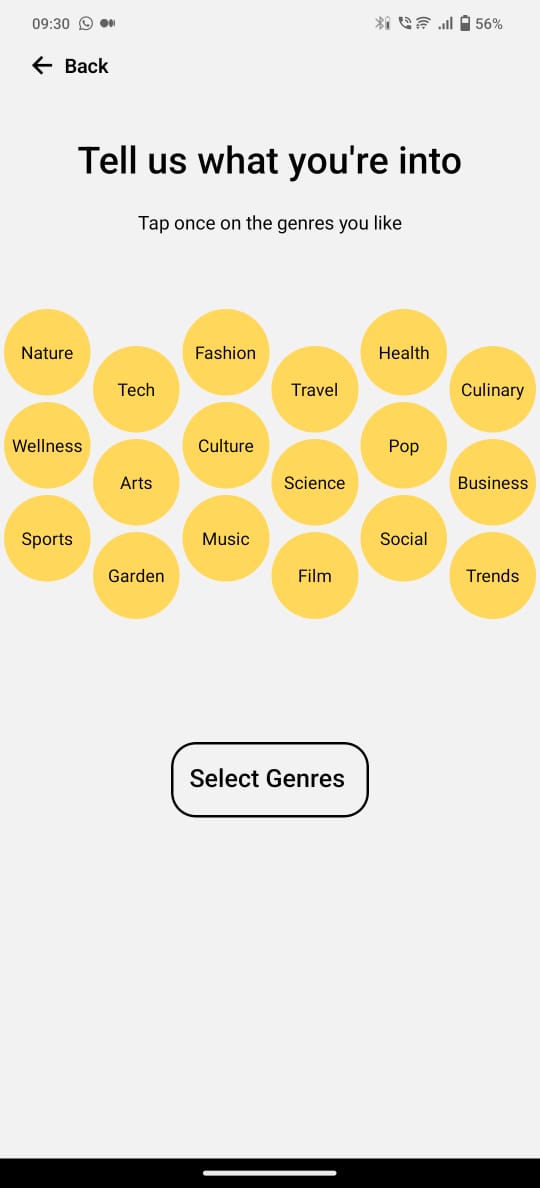 09:30
56%
Back
Tell us what you're into
Tap once on the genres you like
Nature
Fashion
Health
Tech
Travel
Culinary
Wellness
Culture
Pop
Arts
Science
Business
Sports
Music
Social
Garden
Film
Trends
Select Genres